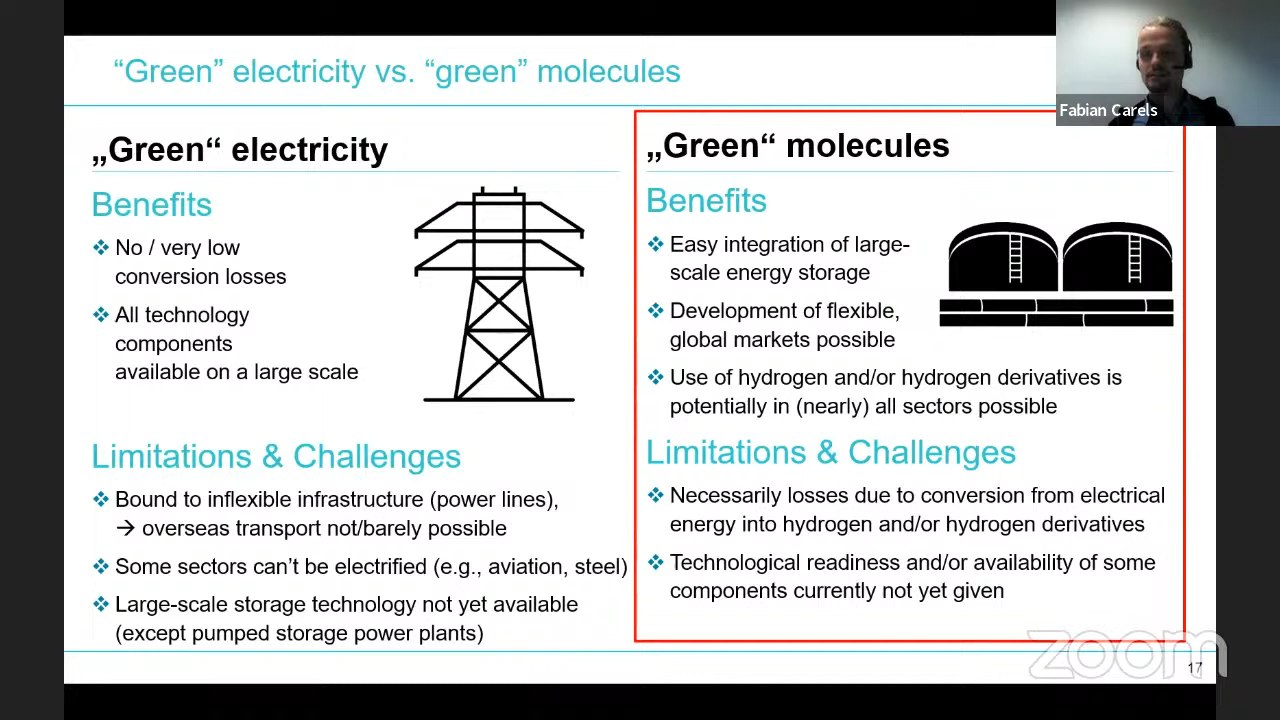 “Green” electricity vs. “green” molecules
Fabian Carels
„Green“ electricity
Benefits
❖ No / very low
conversion losses
❖ All technology
components
available on a large scale
Limitations & Challenges
❖ Bound to inflexible infrastructure (power lines),
→ overseas transport not/barely possible
❖ Some sectors can’t be electrified (e.g., aviation, steel)
❖ Large-scale storage technology not yet available
(except pumped storage power plants)
„Green“ molecules
Benefits
❖ Easy integration of large-
scale energy storage
❖ Development of flexible,
global markets possible
❖ Use of hydrogen and/or hydrogen derivatives is
potentially in (nearly) all sectors possible
Limitations & Challenges
❖ Necessarily losses due to conversion from electrical
energy into hydrogen and/or hydrogen derivatives
❖ Technological readiness and/or availability of some
components currently not yet given
zoom
17